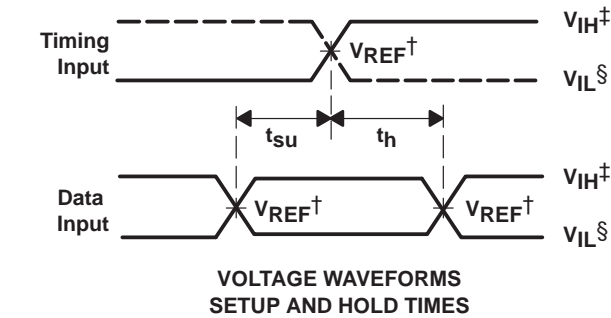 Timing
Input
VREF†
VIH‡
VIL§
tsu
th
Data
Input
VREF†
VREF†
VIH‡
VIL§
VOLTAGE WAVEFORMS
SETUP AND HOLD TIMES